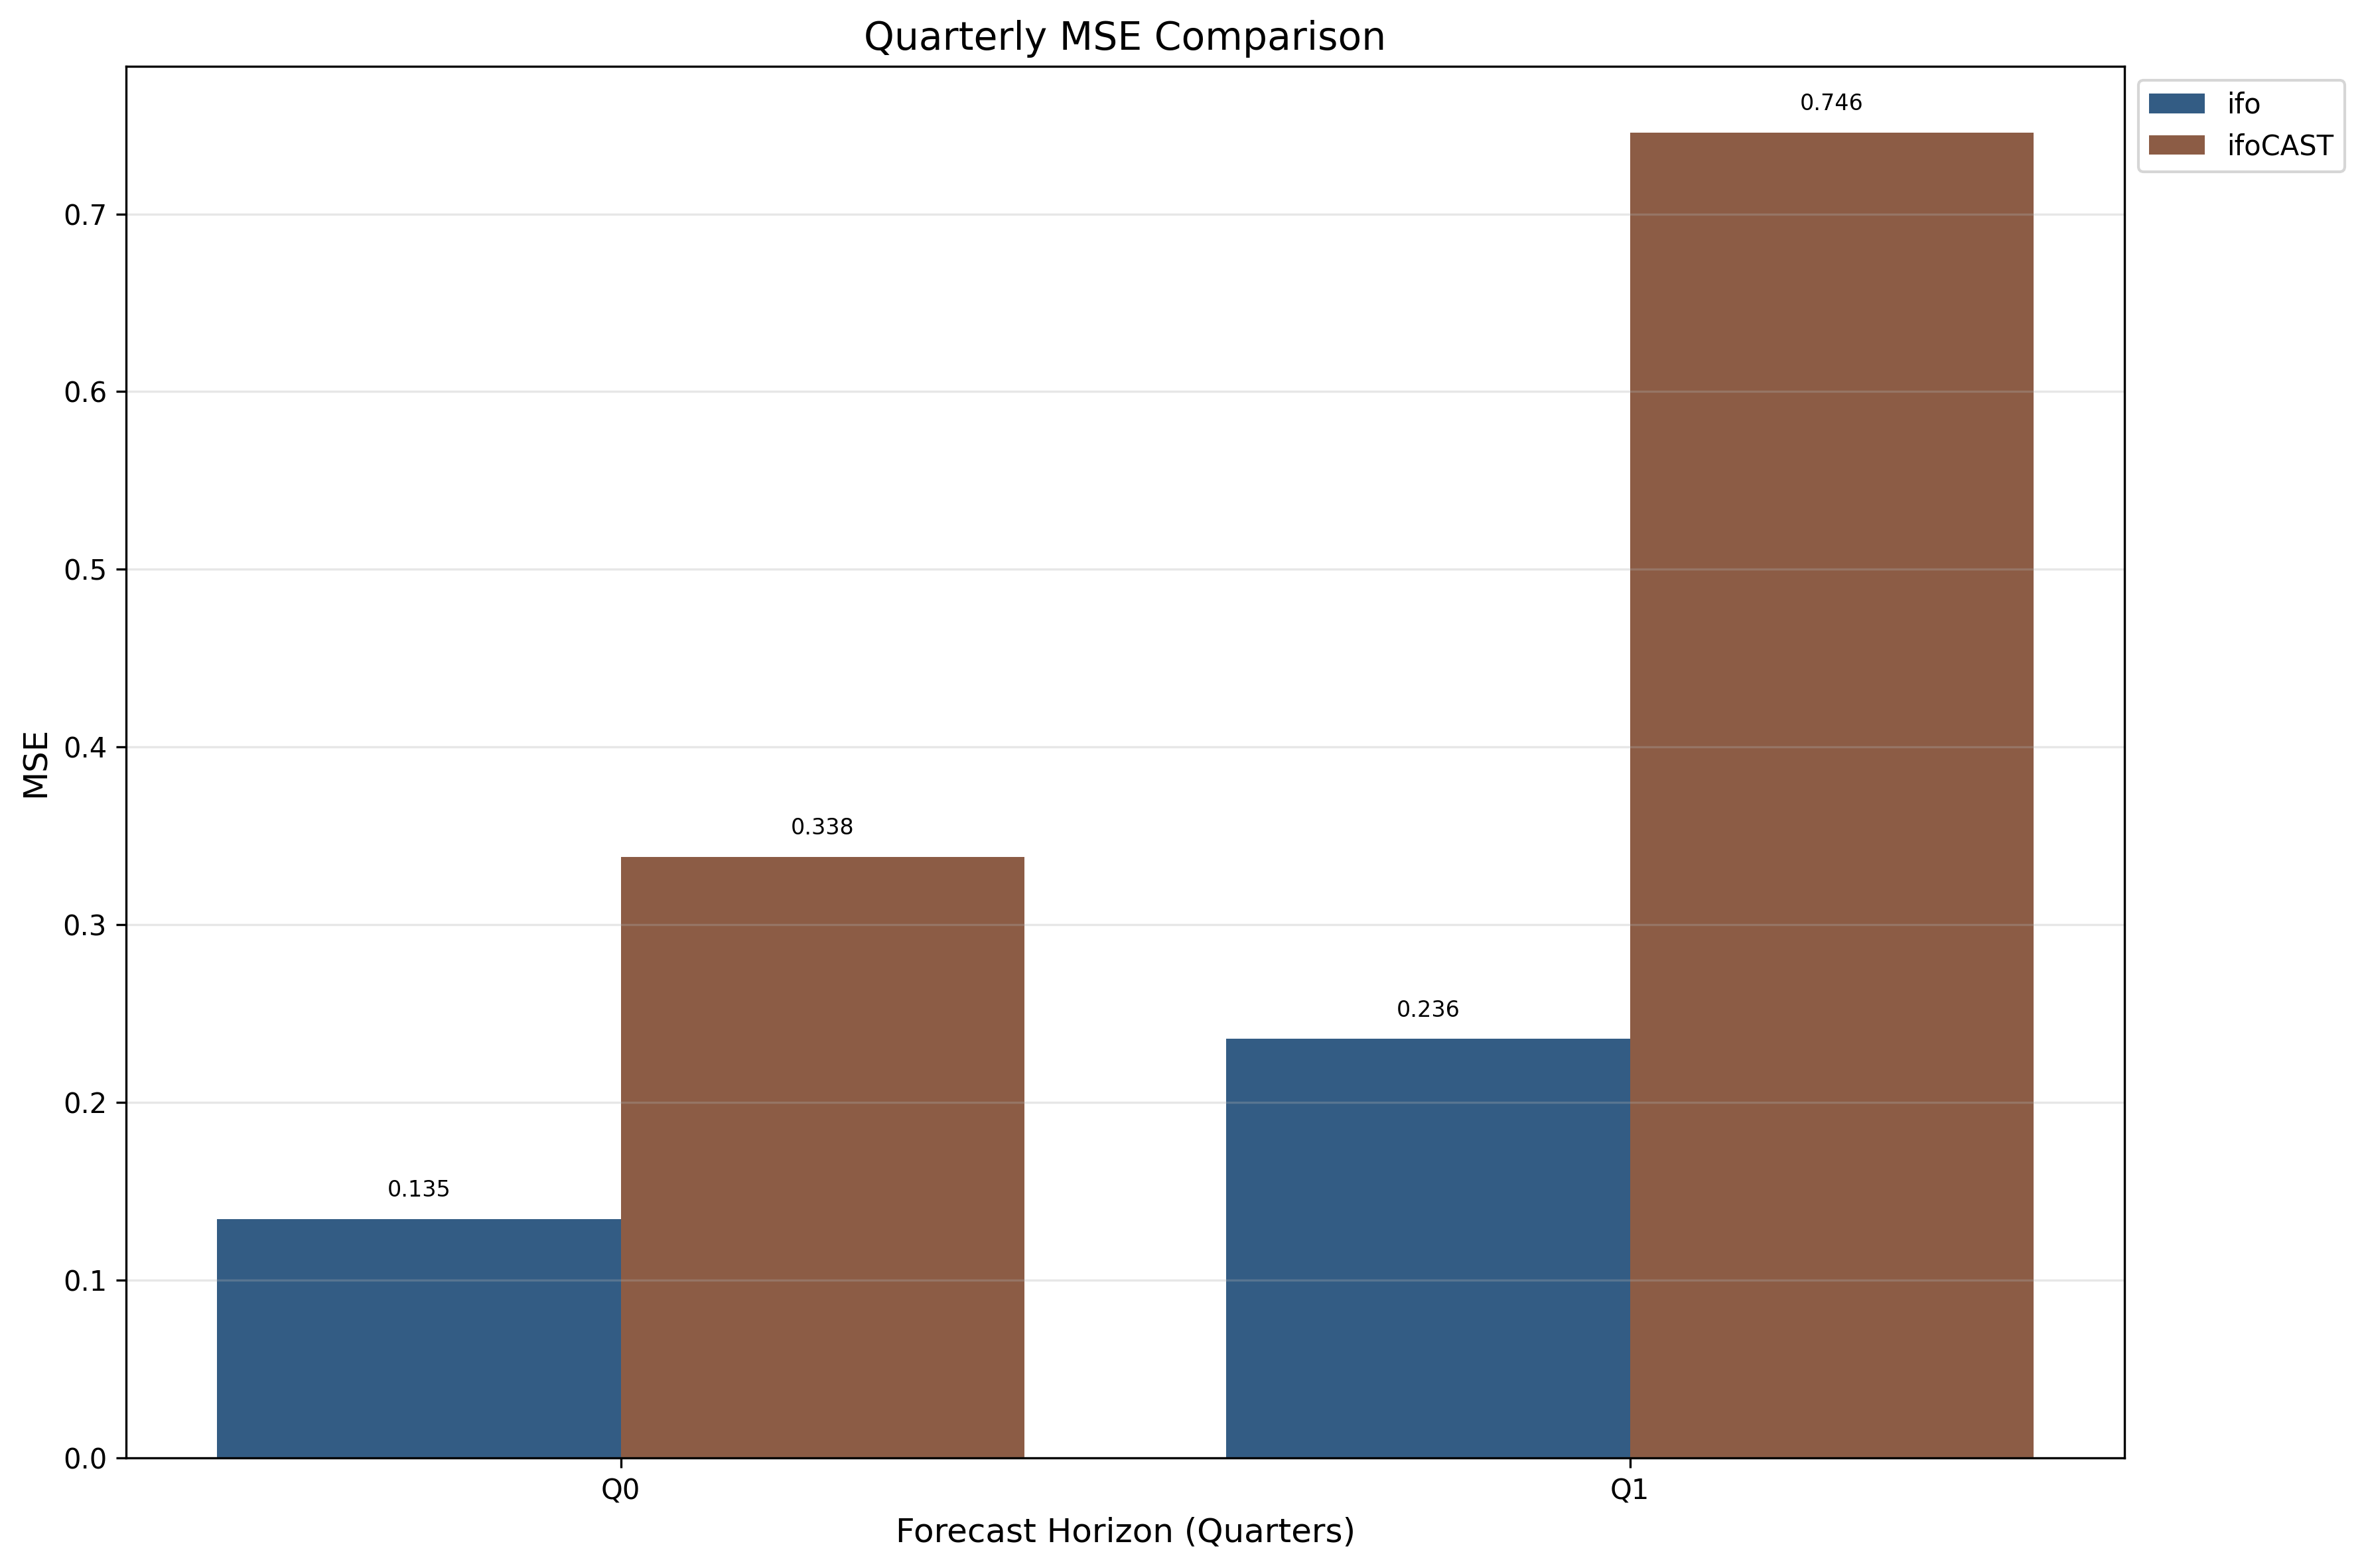 Quarterly MSE Comparison
ifo
ifoCAST
MSE
0.7
0.6
0.5
0.4
0.3
0.2
0.1
0.0
0.135
0.338
0.236
0.746
Q0
Q1
Forecast Horizon (Quarters)